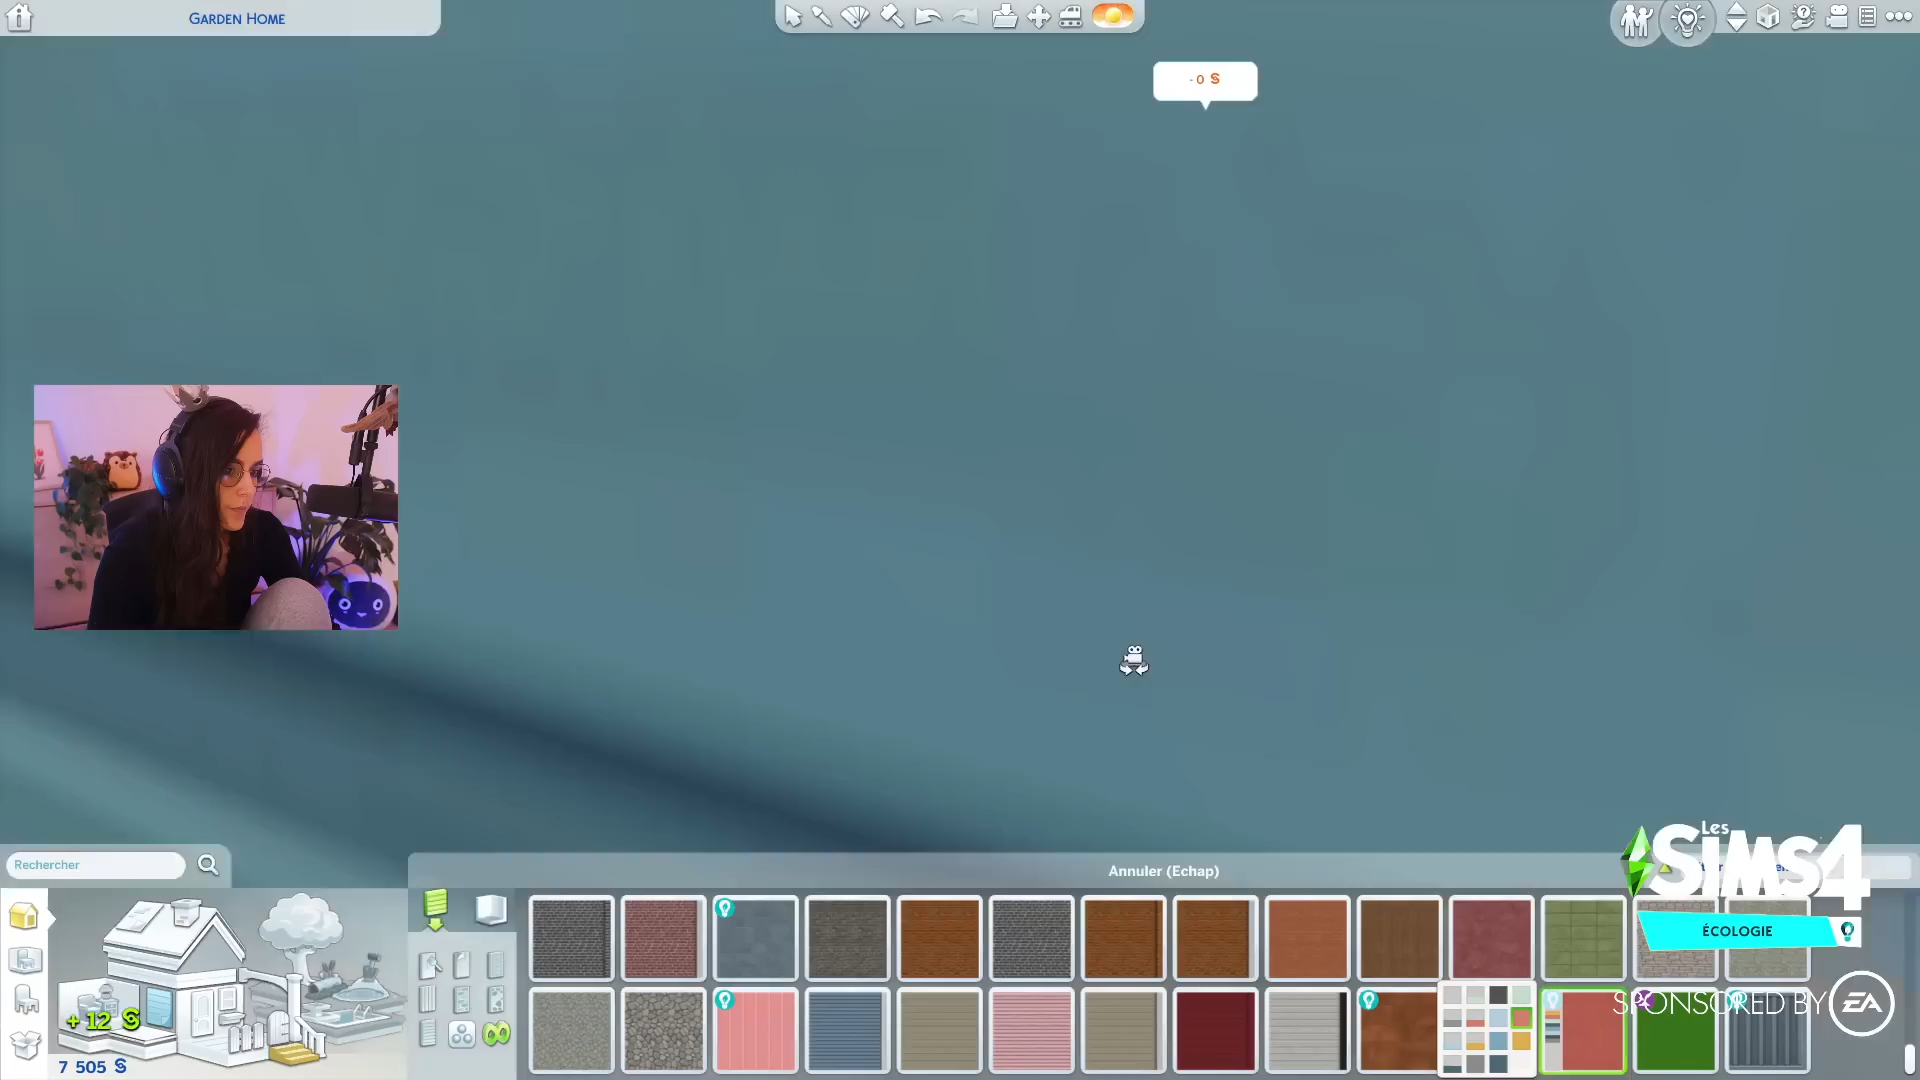 GARDEN HOME
-0 §
Rechercher
Annuler (Echap)
+12 §
7 505 §
Les
SIMS 4
ÉCOLOGIE
SPONSORED BY EA